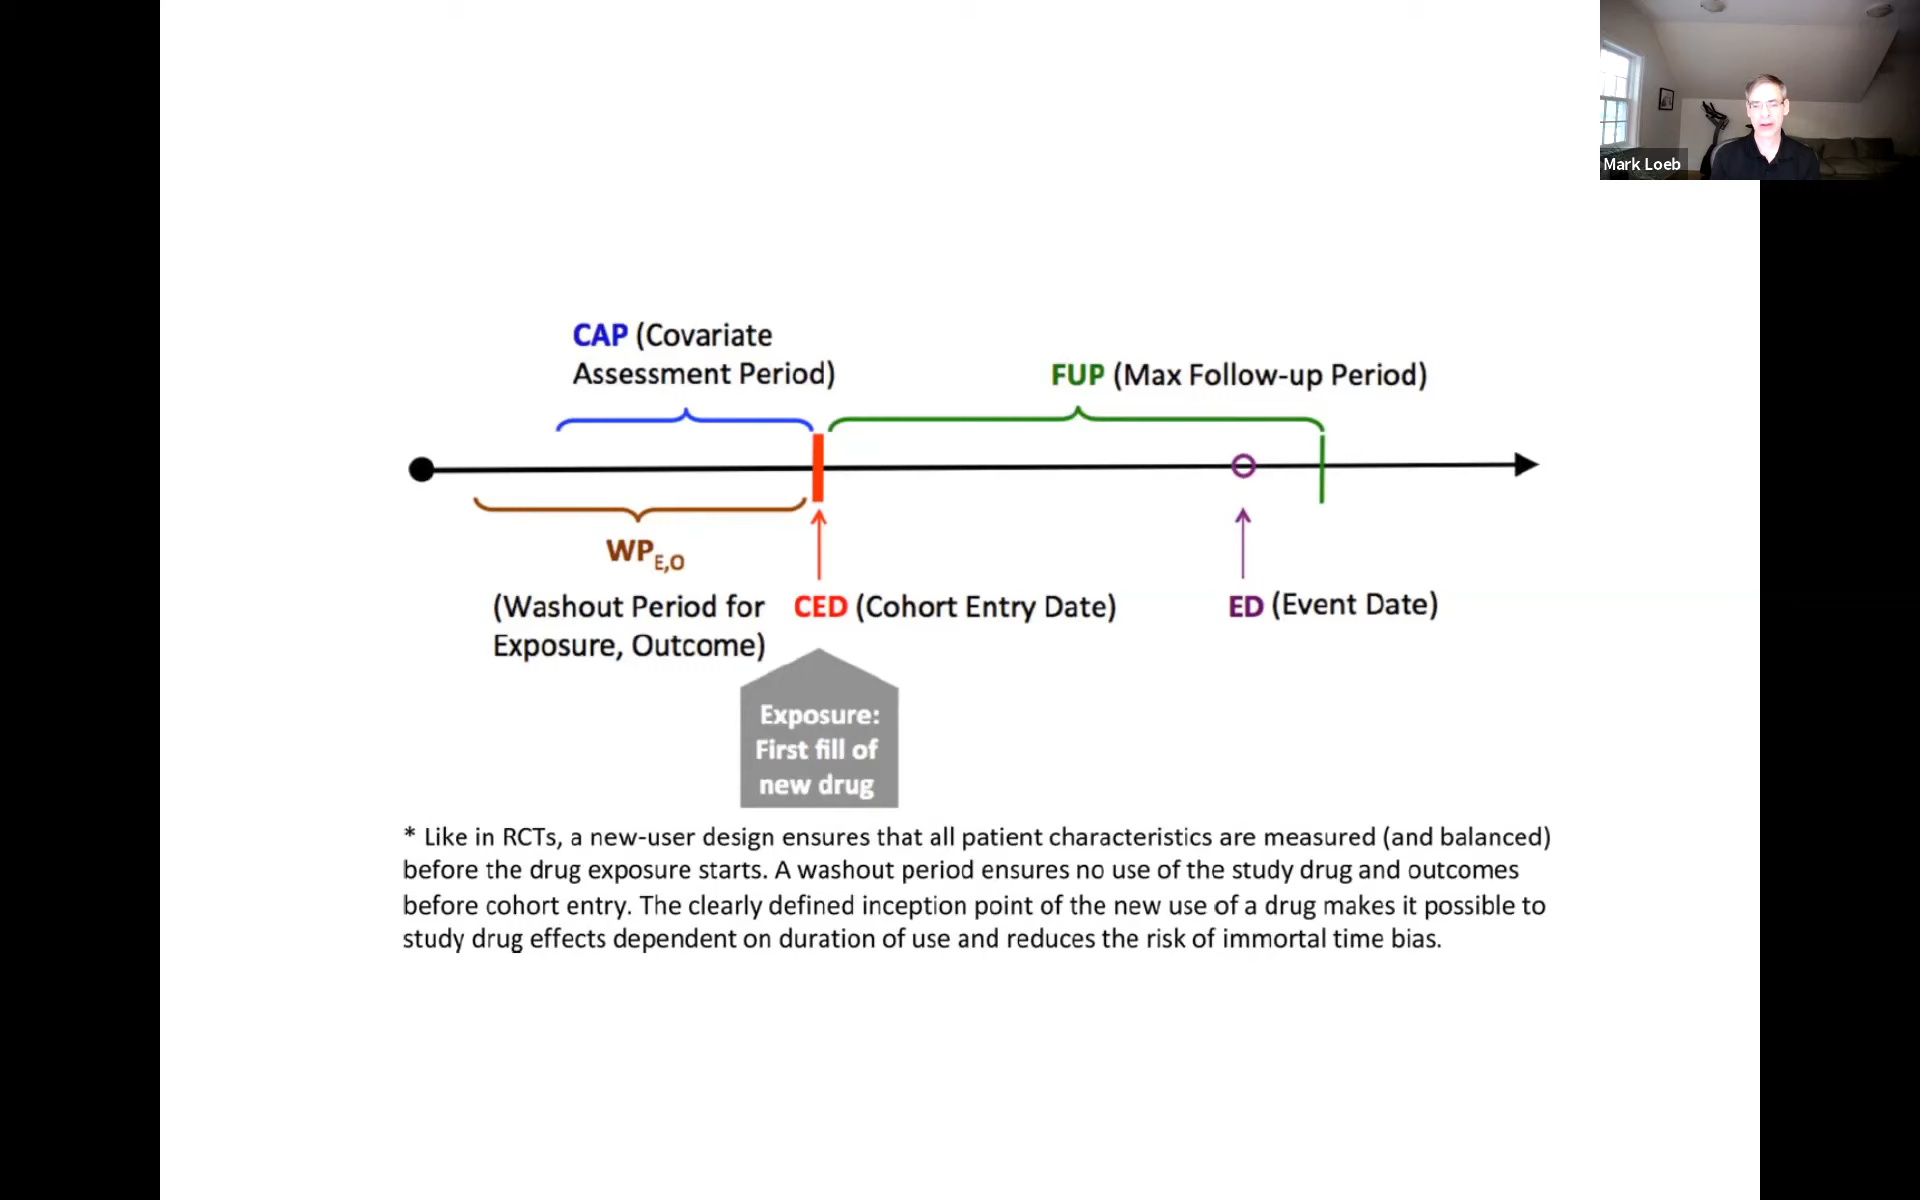 Mark Loeb
CAP (Covariate
Assessment Period)
FUP (Max Follow-up Period)
WPE,O
(Washout Period for
Exposure, Outcome)
CED (Cohort Entry Date)
ED (Event Date)
Exposure:
First fill of
new drug
* Like in RCTs, a new-user design ensures that all patient characteristics are measured (and balanced)
before the drug exposure starts. A washout period ensures no use of the study drug and outcomes
before cohort entry. The clearly defined inception point of the new use of a drug makes it possible to
study drug effects dependent on duration of use and reduces the risk of immortal time bias.